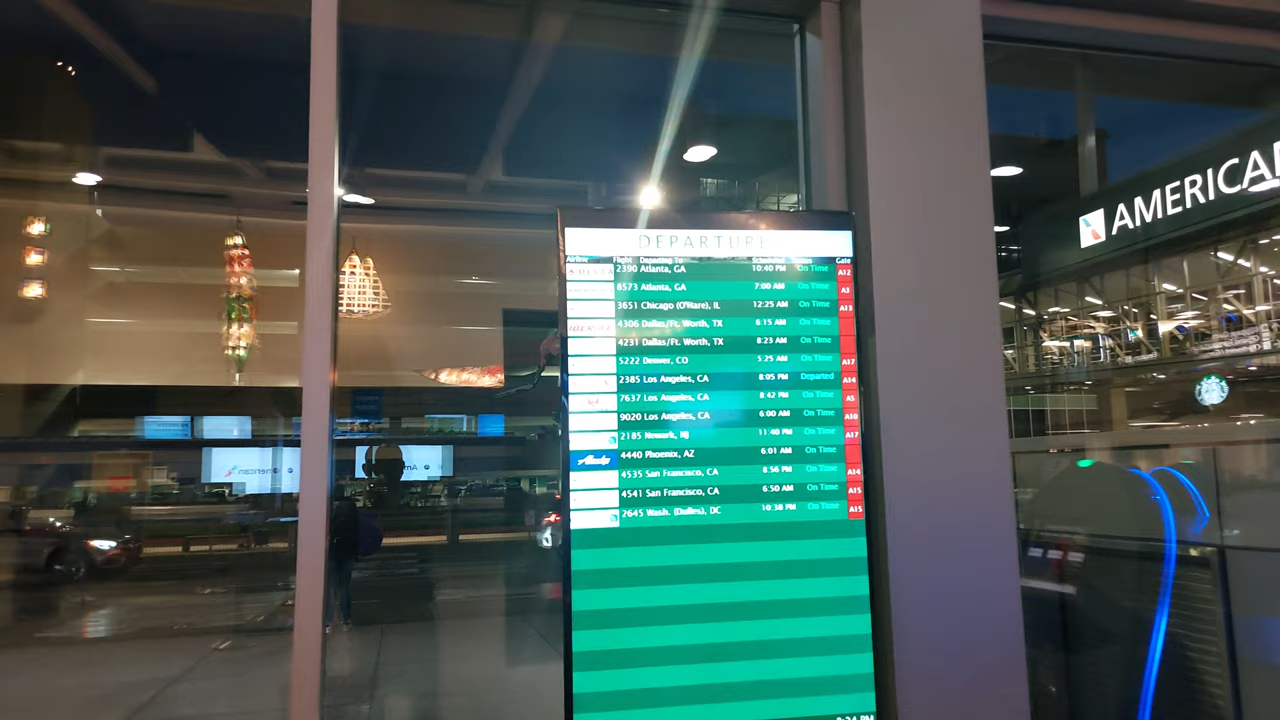 DEPARTURE
Airline Flight Departing To Scheduled Gate
DELTA 2390 Atlanta, GA 10:40 PM On Time A12
8573 Atlanta, GA 7:00 AM On Time A3
3651 Chicago (O'Hare), IL 12:25 AM On Time A13
4306 Dallas/Ft. Worth, TX 6:15 AM On Time
4231 Dallas/Ft. Worth, TX 8:23 AM On Time
5222 Denver, CO 5:25 AM On Time A17
2385 Los Angeles, CA 8:05 PM Departed A14
7637 Los Angeles, CA 8:42 PM On Time A5
9020 Los Angeles, CA 6:00 AM On Time A10
2185 Newark, NJ 11:40 PM On Time A17
Alaska 4440 Phoenix, AZ 6:01 AM On Time
4535 San Francisco, CA 8:56 PM On Time A14
4541 San Francisco, CA 6:50 AM On Time A15
2645 Wash. (Dulles), DC 10:38 PM On Time A15
AMERICA
American